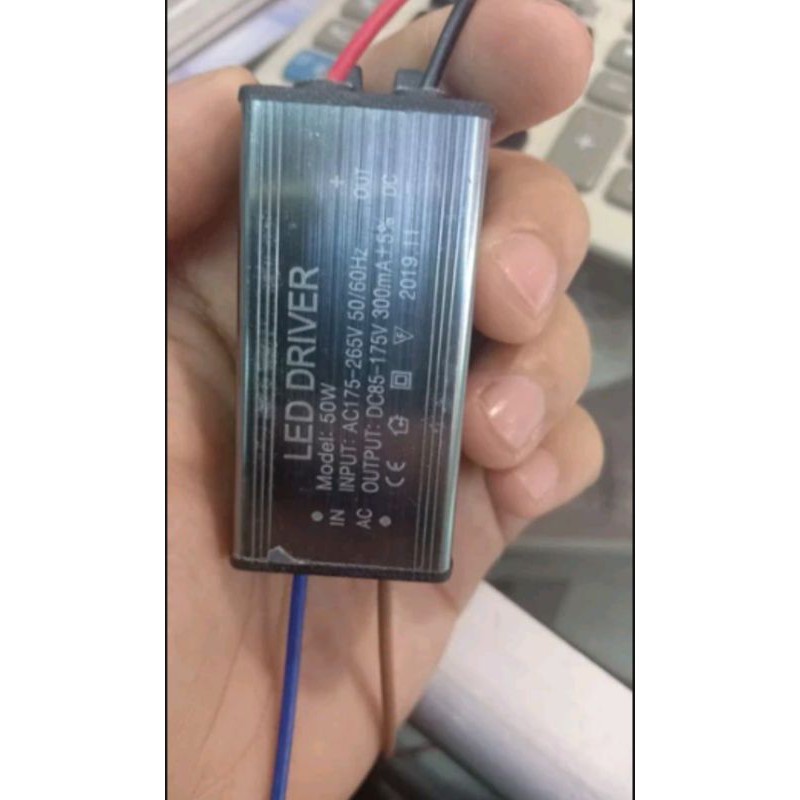 LED DRIVER
Model: 50W
IN INPUT: AC175-265V 50/60Hz +
AC OUTPUT: DC85-175V 300mA±5% OUT
CE 2019.11 DC